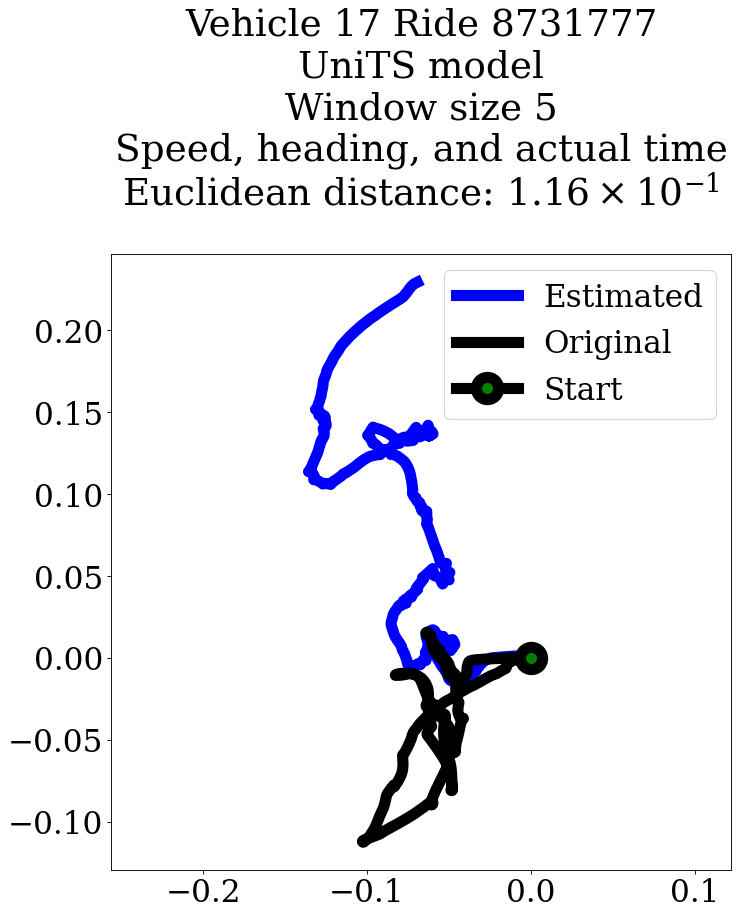 Vehicle 17 Ride 8731777
UniTS model
Window size 5
Speed, heading, and actual time
Euclidean distance: 1.16 × 10⁻¹
Estimated
Original
Start
0.20
0.15
0.10
0.05
0.00
−0.05
−0.10
−0.2
−0.1
0.0
0.1